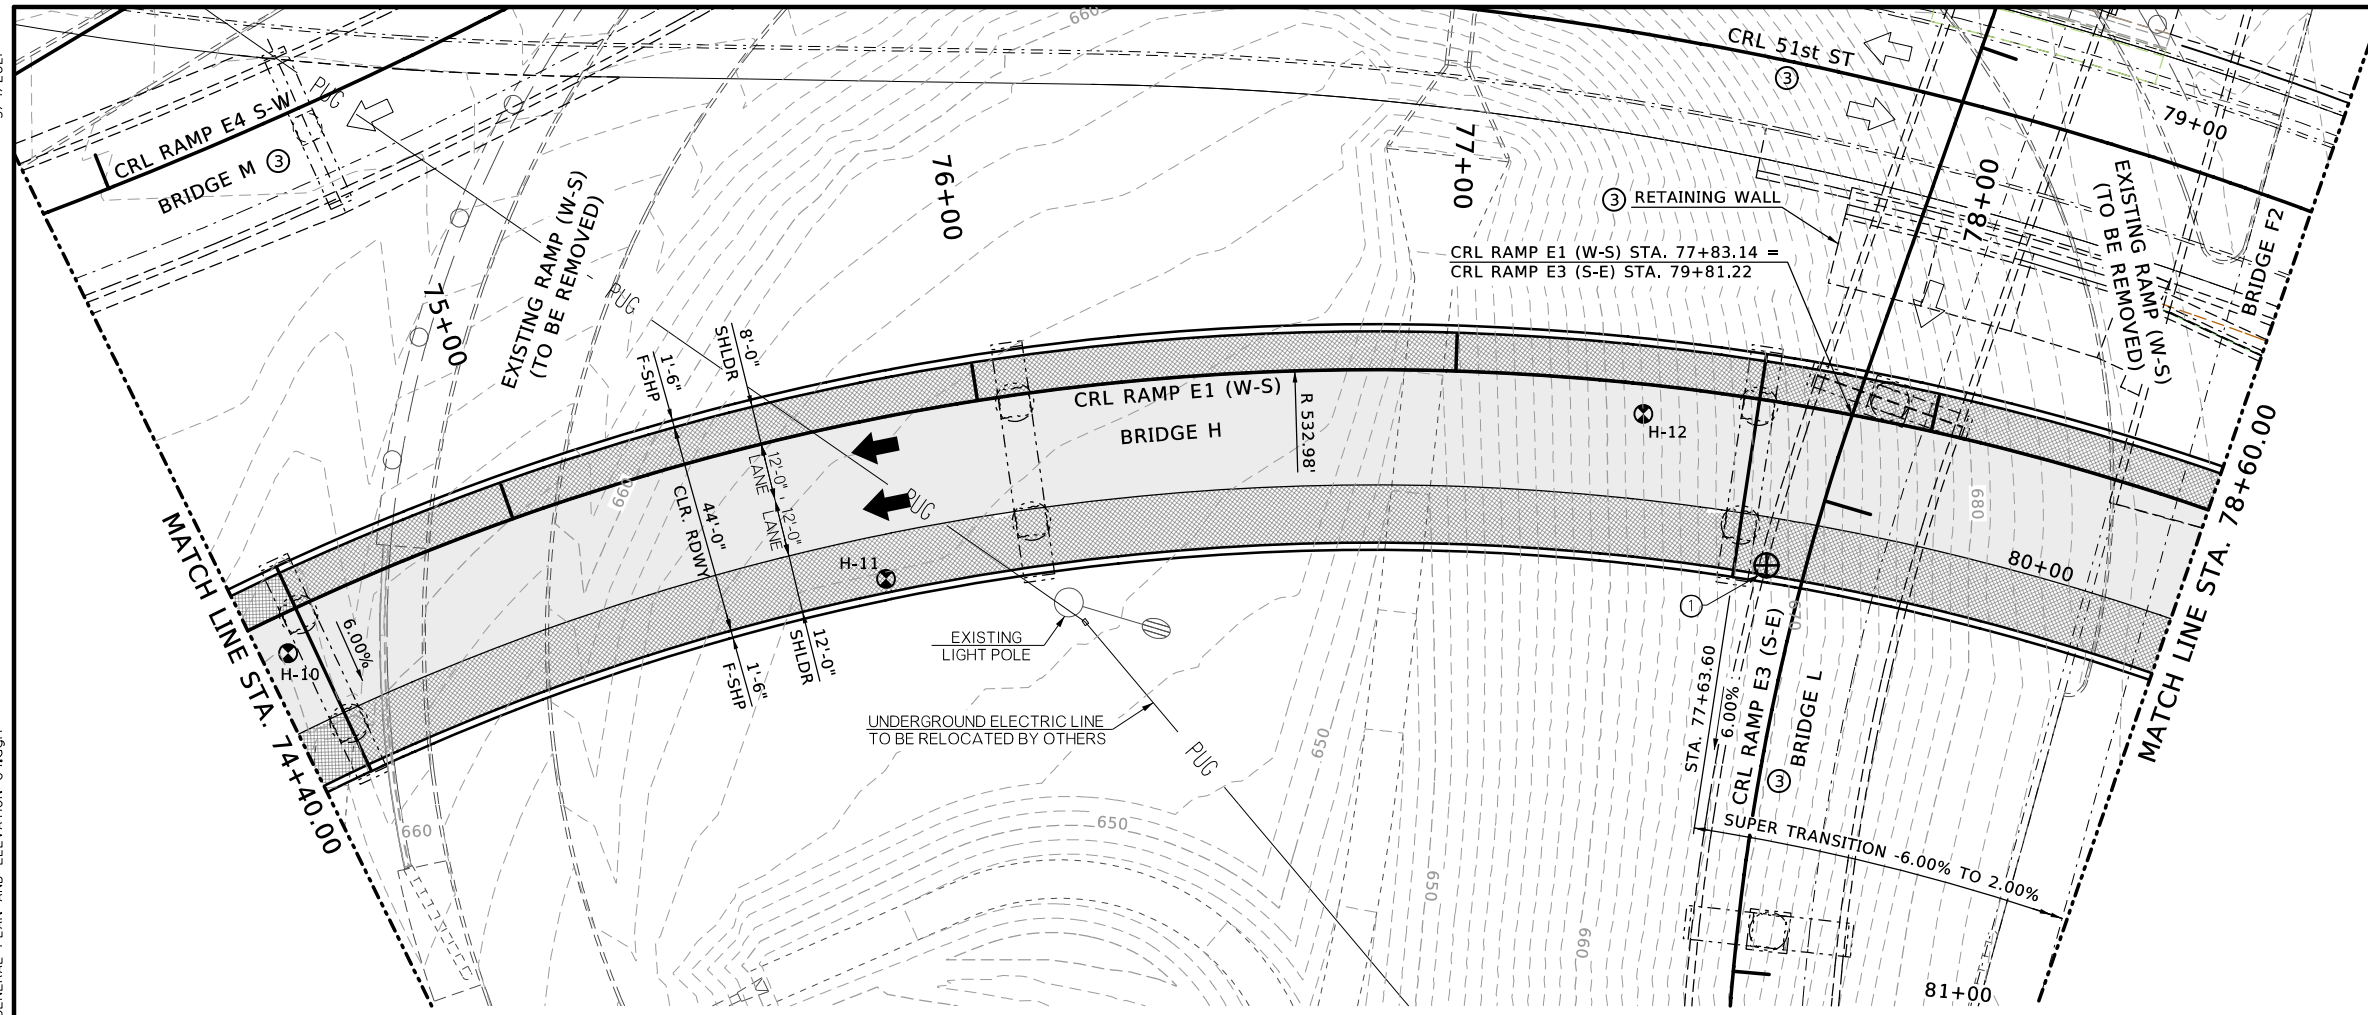 660
CRL 51st ST
3
79+00
PUG
CRL RAMP E4 S-W
BRIDGE M 3
76+00
77+00
78+00
EXISTING RAMP (W-S)
(TO BE REMOVED)
EXISTING RAMP (W-S)
(TO BE REMOVED)
3 RETAINING WALL
BRIDGE F2
CRL RAMP E1 (W-S) STA. 77+83.14 =
CRL RAMP E3 (S-E) STA. 79+81.22
75+00
PUG
8'-0"
SHLDR
1'-6"
F-SHP
CRL RAMP E1 (W-S)
BRIDGE H
R 532.98'
H-12
12'-0"
LANE
12'-0"
LANE
44'-0"
CLR. RDWY
PUG
660
680
MATCH LINE STA. 74+40.00
MATCH LINE STA. 78+60.00
H-11
80+00
1
670
6.00%
H-10
EXISTING
LIGHT POLE
12'-0"
SHLDR
1'-6"
F-SHP
STA. 77+63.60
6.00%
CRL RAMP E3 (S-E)
3 BRIDGE L
UNDERGROUND ELECTRIC LINE
TO BE RELOCATED BY OTHERS
PUG
650
650
660
SUPER TRANSITION -6.00% TO 2.00%
650
660
81+00